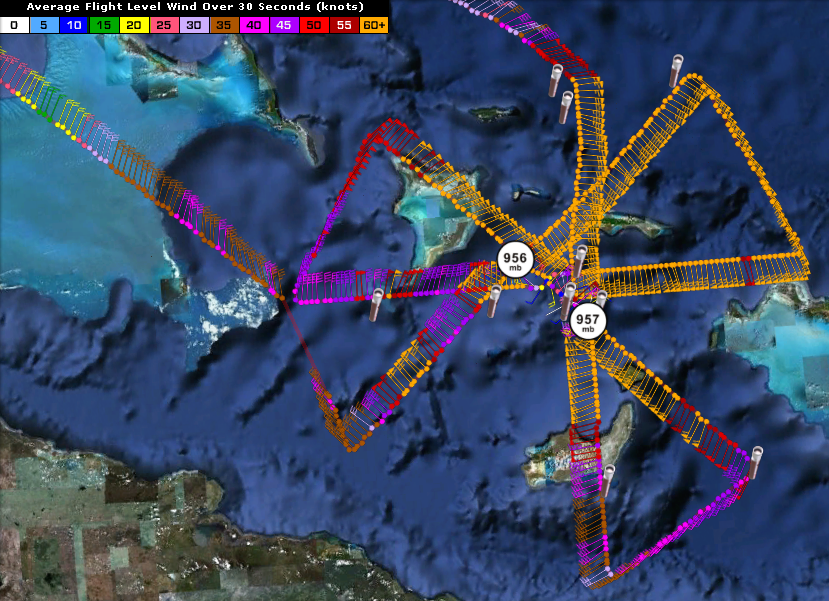 Average Flight Level Wind Over 30 Seconds (knots)
0 5 10 15 20 25 30 35 40 45 50 55 60+
956
mb
957
mb